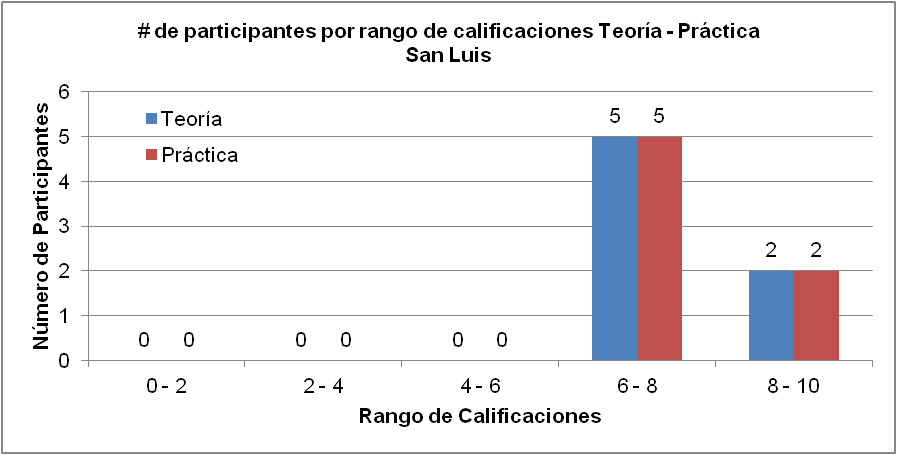 # de participantes por rango de calificaciones Teoría - Práctica
San Luis
Número de Participantes
6
5
4
3
2
1
0
Teoría
Práctica
0 0 0 0 0 0 5 5 2 2
0 - 2 2 - 4 4 - 6 6 - 8 8 - 10
Rango de Calificaciones